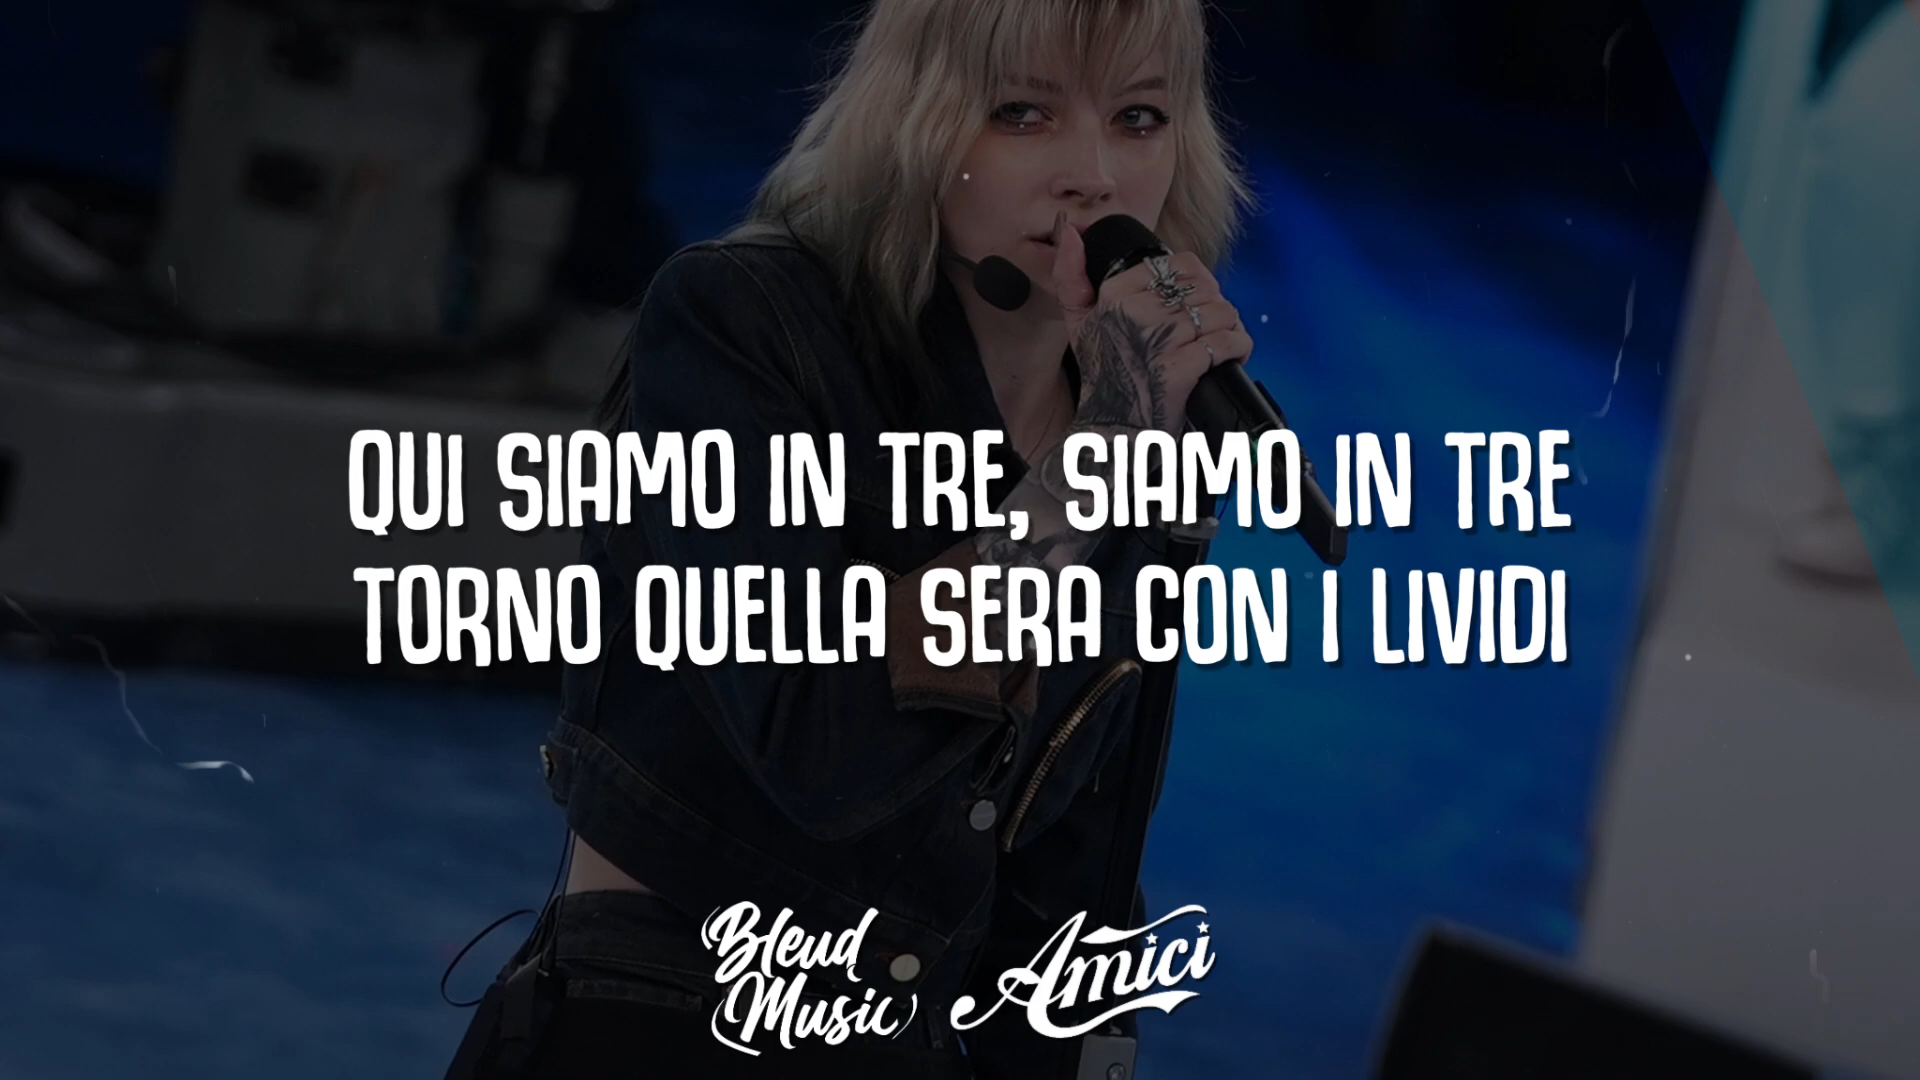 QUI SIAMO IN TRE, SIAMO IN TRE
TORNO QUELLA SERA CON I LIVIDI
Bleud
Music
Amici